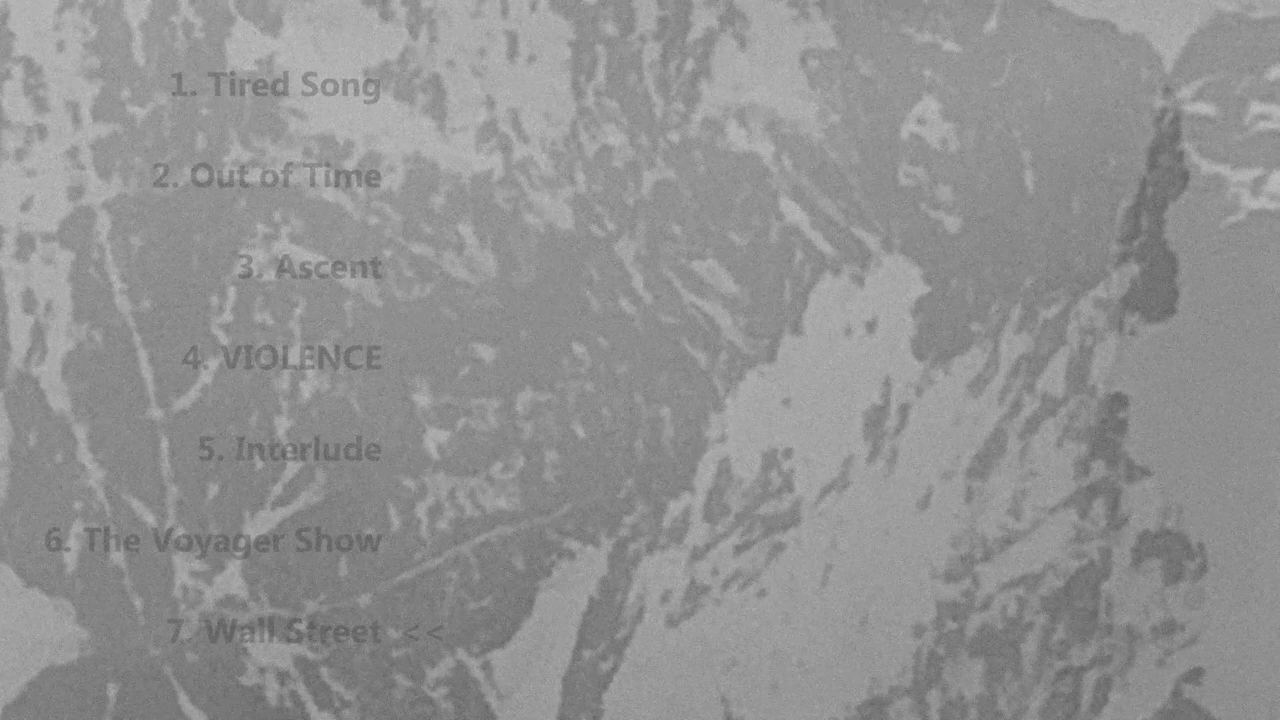 1. Tired Song
2. Out of Time
3. Ascent
4. VIOLENCE
5. Interlude
6. The Voyager Show
7. Wall Street <<